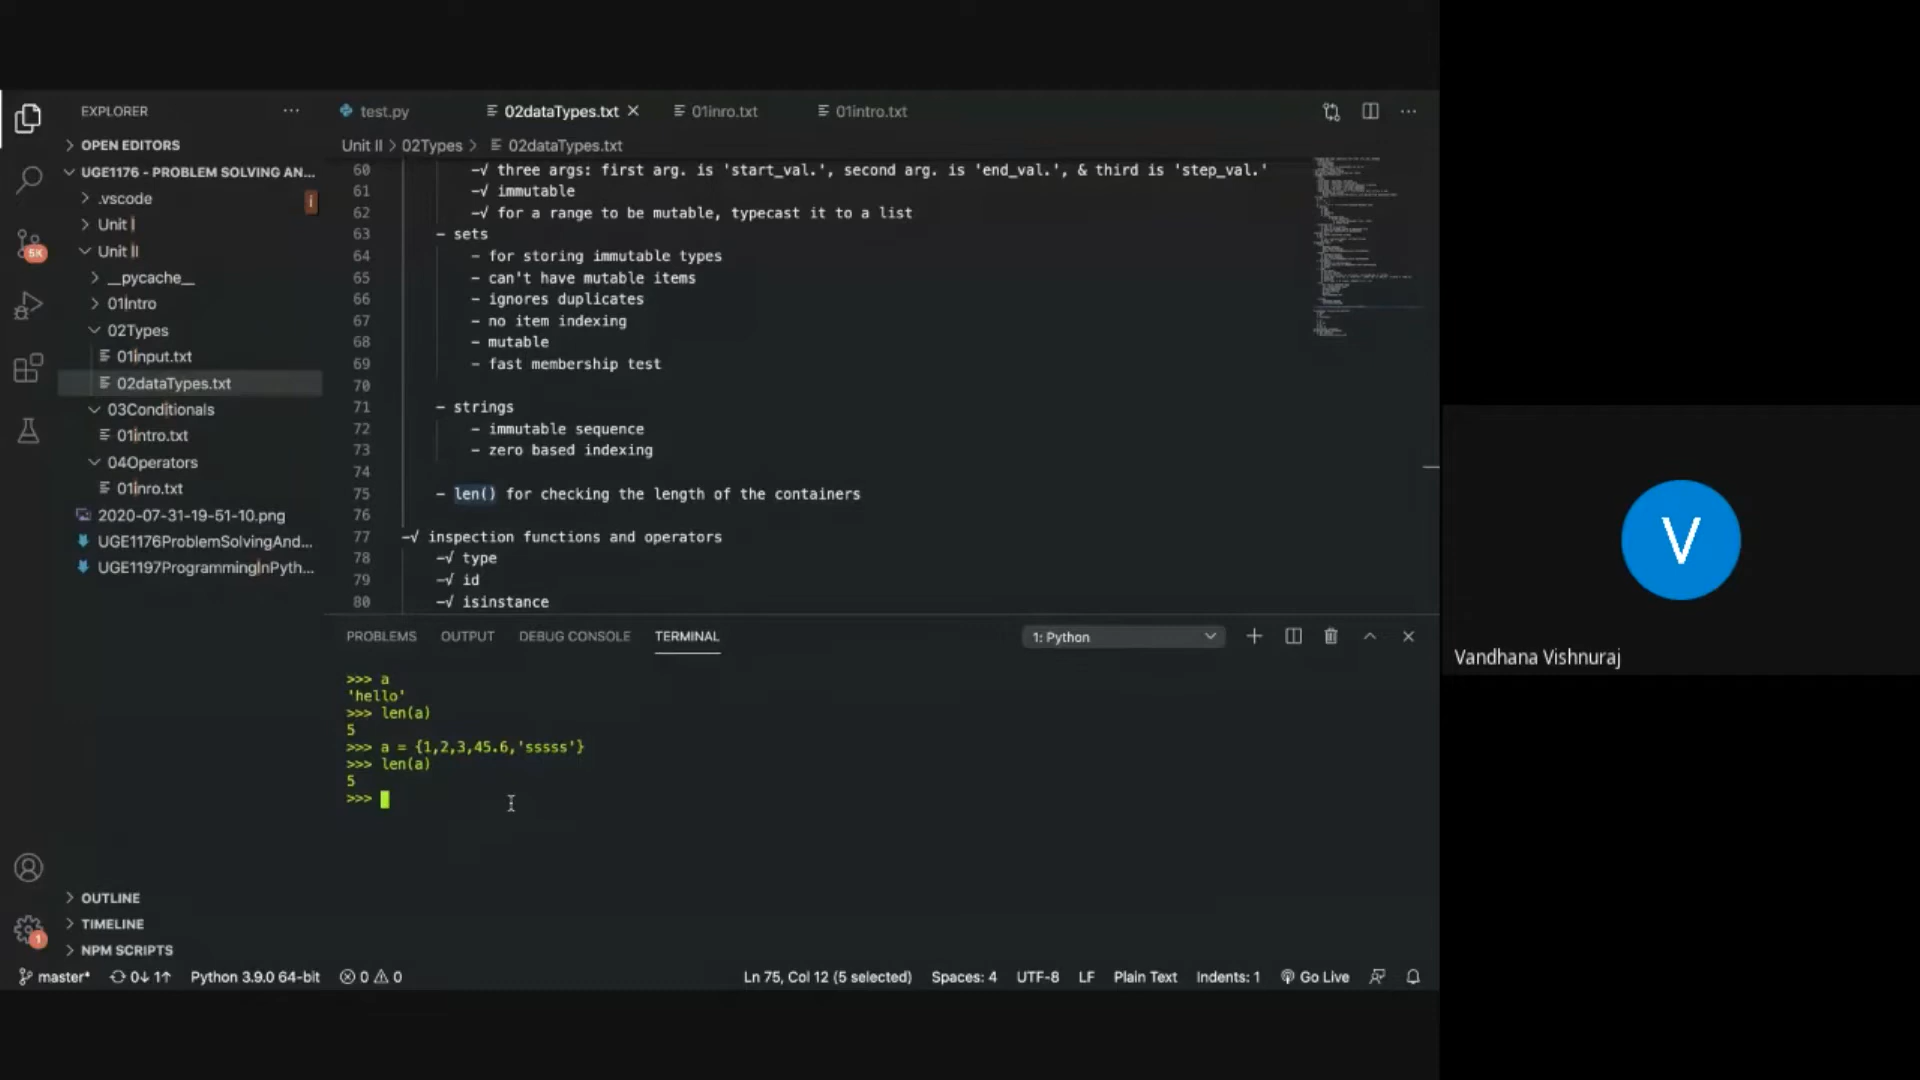 EXPLORER
OPEN EDITORS
UGE1176 - PROBLEM SOLVING AN...
.vscode
i
Unit I
Unit II
__pycache__
01Intro
02Types
01input.txt
02dataTypes.txt
03Conditionals
01intro.txt
04Operators
01inro.txt
2020-07-31-19-51-10.png
UGE1176ProblemSolvingAnd...
UGE1197ProgrammingInPyth...
OUTLINE
TIMELINE
NPM SCRIPTS
5K
1
test.py 02dataTypes.txt 01inro.txt 01intro.txt
Unit II > 02Types > 02dataTypes.txt
60 -√ three args: first arg. is 'start_val.', second arg. is 'end_val.', & third is 'step_val.'
61 -√ immutable
62 -√ for a range to be mutable, typecast it to a list
63 - sets
64 - for storing immutable types
65 - can't have mutable items
66 - ignores duplicates
67 - no item indexing
68 - mutable
69 - fast membership test
70
71 - strings
72 - immutable sequence
73 - zero based indexing
74
75 - len() for checking the length of the containers
76
77 -√ inspection functions and operators
78 -√ type
79 -√ id
80 -√ isinstance
PROBLEMS OUTPUT DEBUG CONSOLE TERMINAL 1: Python
>>> a
'hello'
>>> len(a)
5
>>> a = {1,2,3,45.6,'sssss'}
>>> len(a)
5
>>>
master* 0↓ 1↑ Python 3.9.0 64-bit 0 0 Ln 75, Col 12 (5 selected) Spaces: 4 UTF-8 LF Plain Text Indents: 1 Go Live
V
Vandhana Vishnuraj